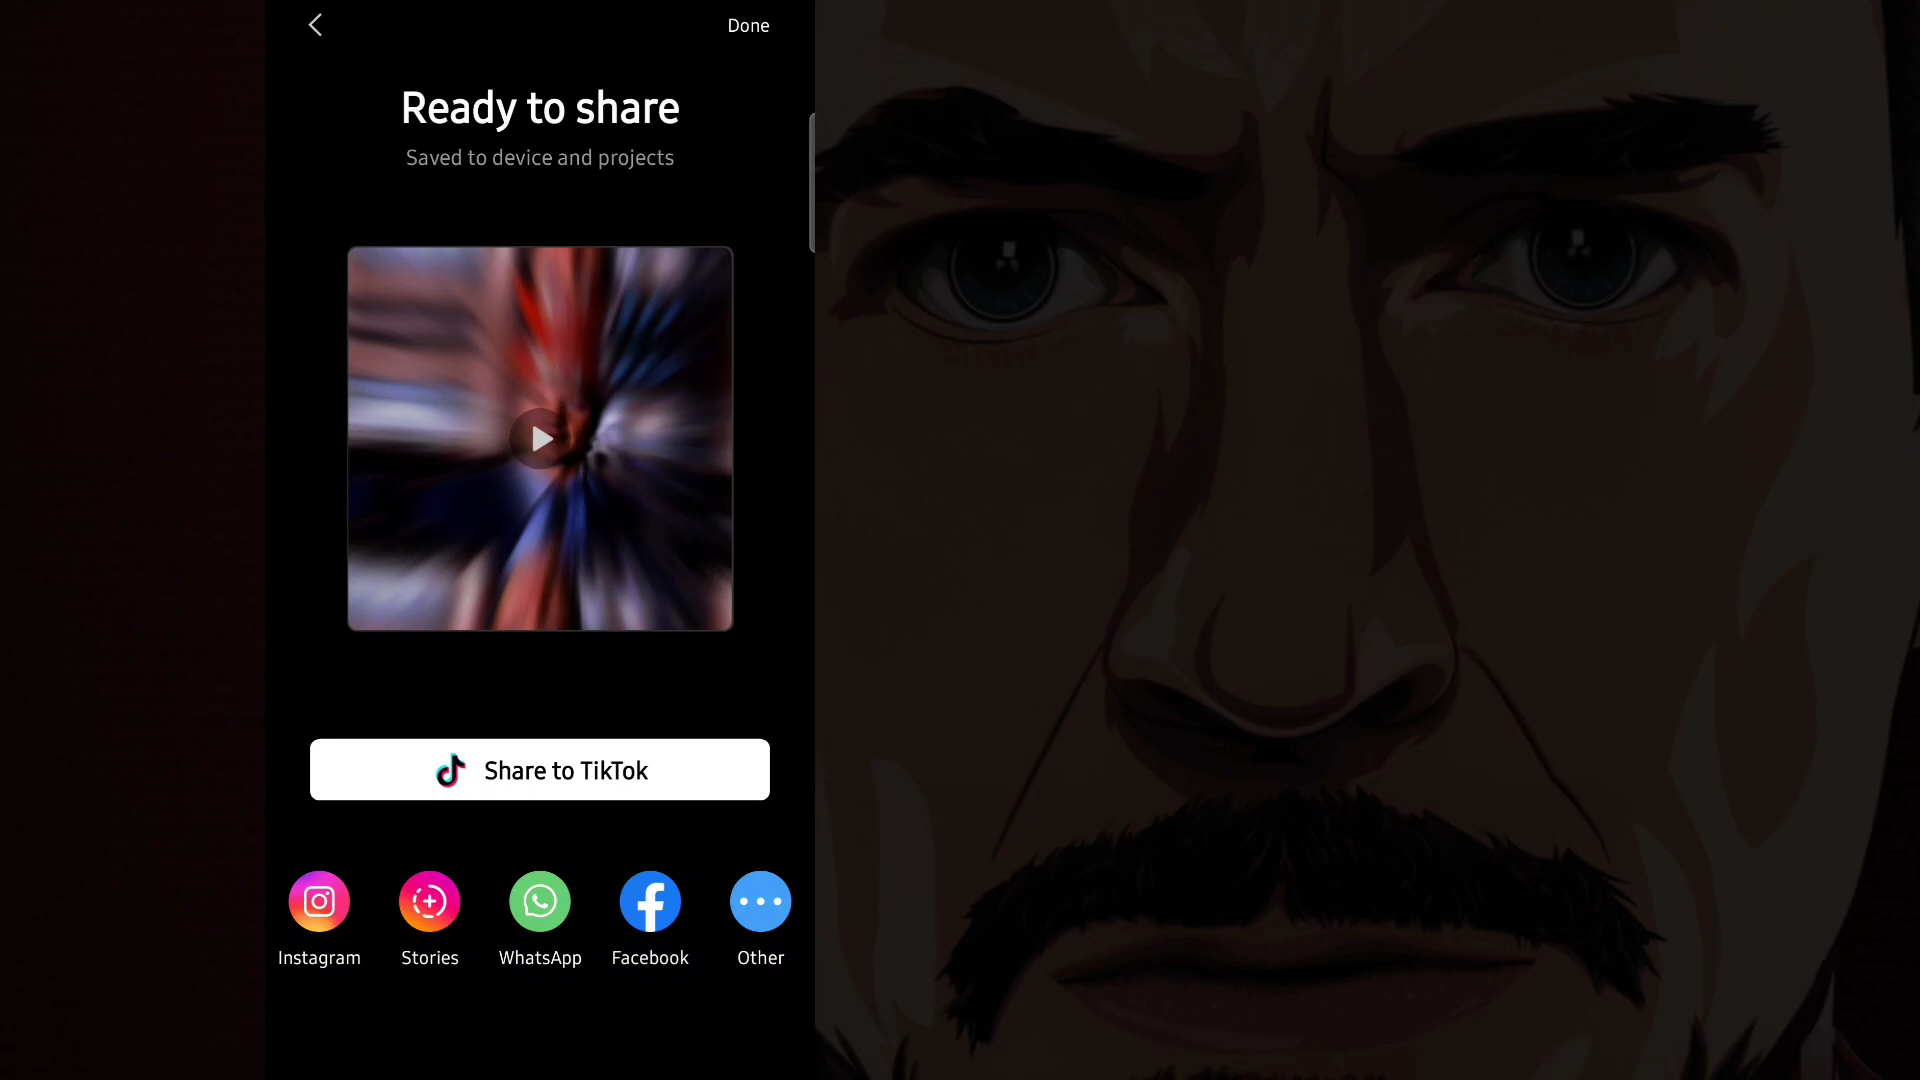 Done
Ready to share
Saved to device and projects
Share to TikTok
Instagram
Stories
WhatsApp
Facebook
Other